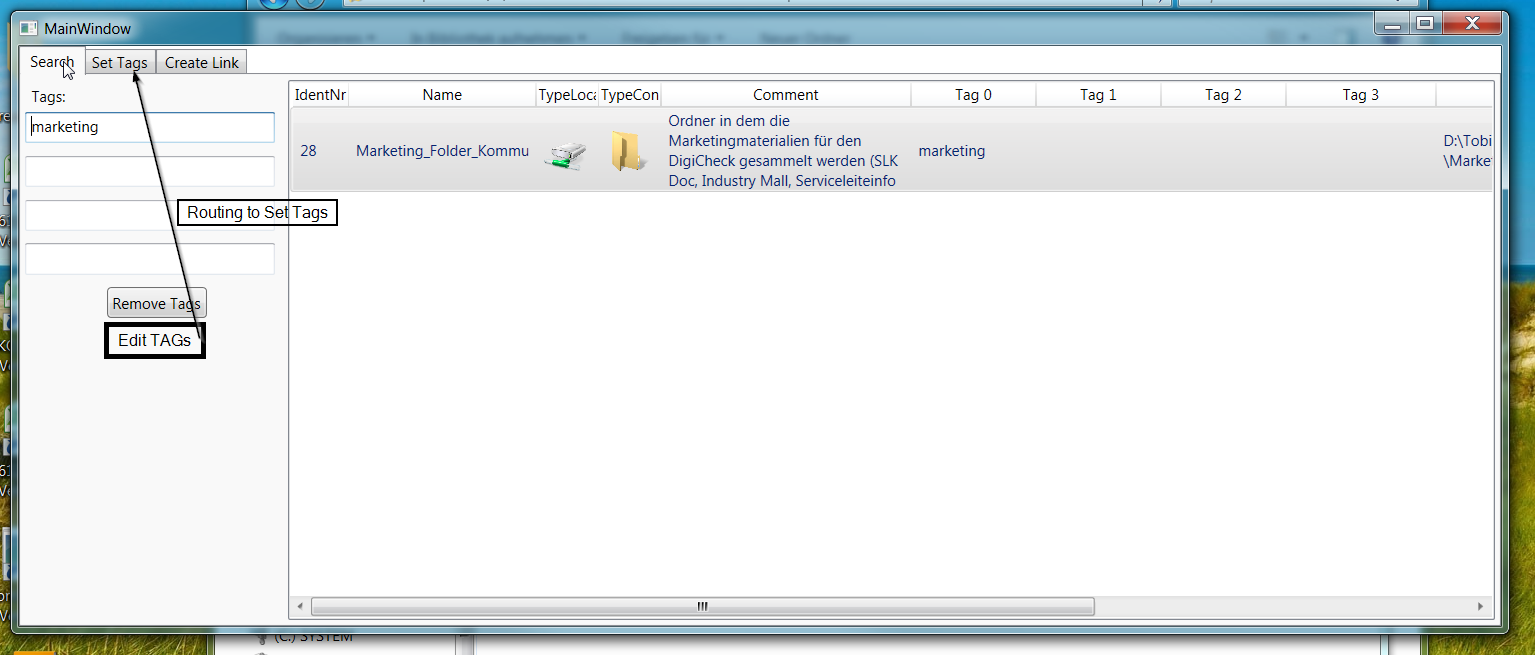 MainWindow
Search
Set Tags
Create Link
Tags:
marketing
Routing to Set Tags
Remove Tags
Edit TAGs
IdentNr
Name
TypeLoca
TypeCon
Comment
Tag 0
Tag 1
Tag 2
Tag 3
28
Marketing_Folder_Kommu
Ordner in dem die
Marketingmaterialien für den
DigiCheck gesammelt werden (SLK
Doc, Industry Mall, Serviceleiteinfo
marketing
D:\Tobi
\Marke
(C:) SYSTEM